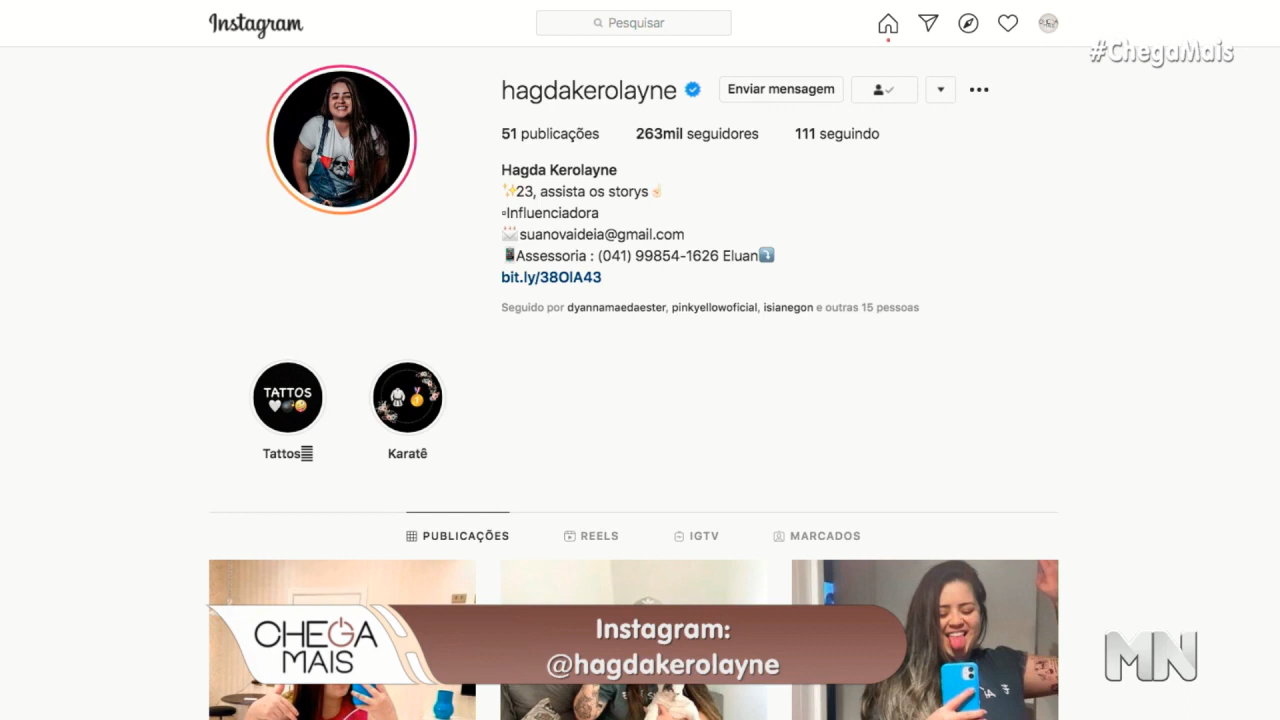 Instagram
Pesquisar
#ChegaMais
hagdakerolayne
Enviar mensagem
51 publicações 263mil seguidores 111 seguindo
Hagda Kerolayne
✨23, assista os storys☝🏻
▫Influenciadora
📨suanovaideia@gmail.com
📱Assessoria : (041) 99854-1626 Eluan⤵️
bit.ly/38OlA43
Seguido por dyannamaedaester, pinkyellowoficial, isianegon e outras 15 pessoas
TATTOS
Tattos
Karatê
PUBLICAÇÕES
REELS
IGTV
MARCADOS
CHEGA
MAIS
Instagram:
@hagdakerolayne
MN